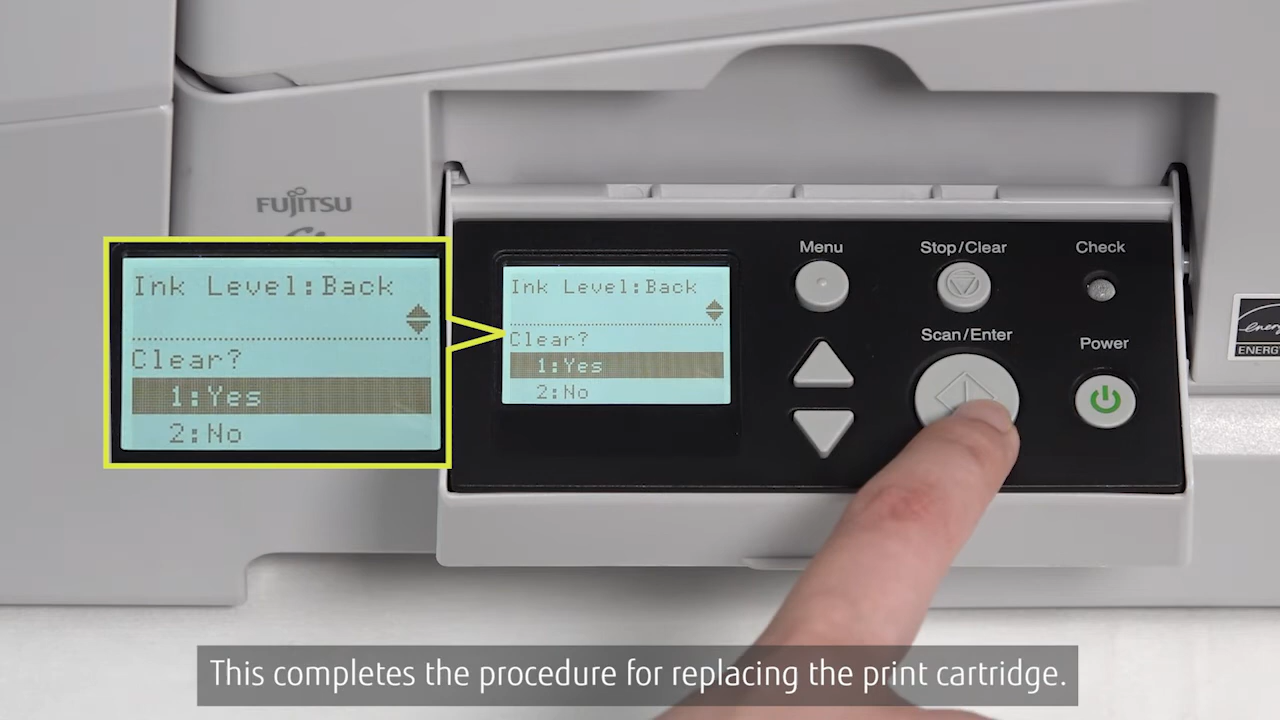 FUJITSU
Ink Level:Back
Clear?
1:Yes
2:No
Ink Level:Back
Clear?
1:Yes
2:No
Menu
Stop/Clear
Check
Scan/Enter
Power
ENERGY
This completes the procedure for replacing the print cartridge.